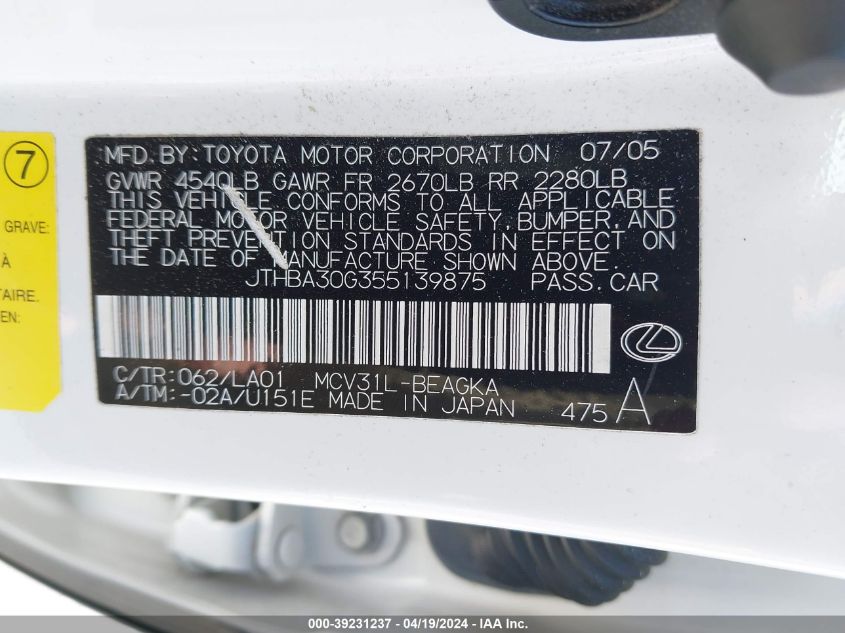 7
GRAVE:
À
TAIRE,
EN:
MFD.BY:TOYOTA MOTOR CORPORATION 07/05
GVWR 4540LB GAWR FR 2670LB RR 2280LB
THIS VEHICLE CONFORMS TO ALL APPLICABLE
FEDERAL MOTOR VEHICLE SAFETY,BUMPER,AND
THEFT PREVENTION STANDARDS IN EFFECT ON
THE DATE OF MANUFACTURE SHOWN ABOVE.
JTHBA30G355139875 PASS.CAR
C/TR:062/LA01 MCV31L-BEAGKA
A/TM:-02A/U151E MADE IN JAPAN
475 A
000-39231237 - 04/19/2024 - IAA Inc.